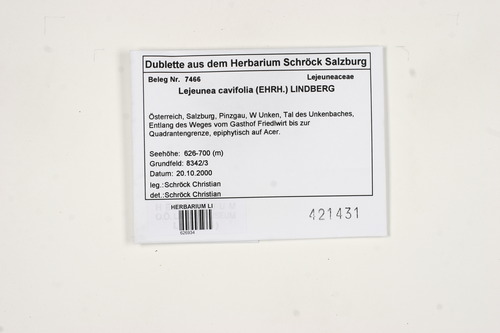 Dublette aus dem Herbarium Schröck Salzburg
Beleg Nr. 7466 Lejeuneaceae
Lejeunea cavifolia (EHRH.) LINDBERG
Österreich, Salzburg, Pinzgau, W Unken, Tal des Unkenbaches,
Entlang des Weges vom Gasthof Friedlwirt bis zur
Quadrantengrenze, epiphytisch auf Acer.
Seehöhe: 626-700 (m)
Grundfeld: 8342/3
Datum: 20.10.2000
leg.:Schröck Christian
det.:Schröck Christian
HERBARIUM LI
626934
421431